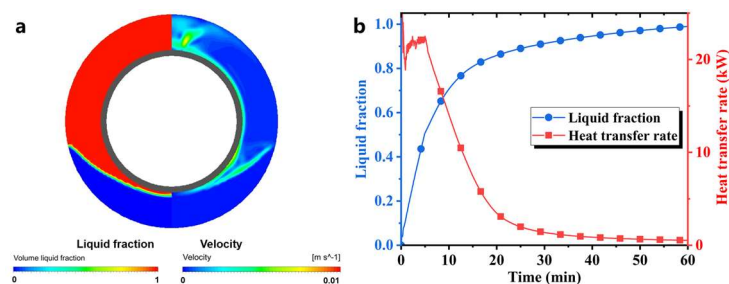 a
Liquid fraction
Velocity
Volume liquid fraction
0
1
Velocity
[m s^-1]
0
0.01
b
Liquid fraction
1.0
0.8
0.6
0.4
0.2
0.0
Liquid fraction
Heat transfer rate
Heat transfer rate (kW)
20
10
0
0 10 20 30 40 50 60
Time (min)